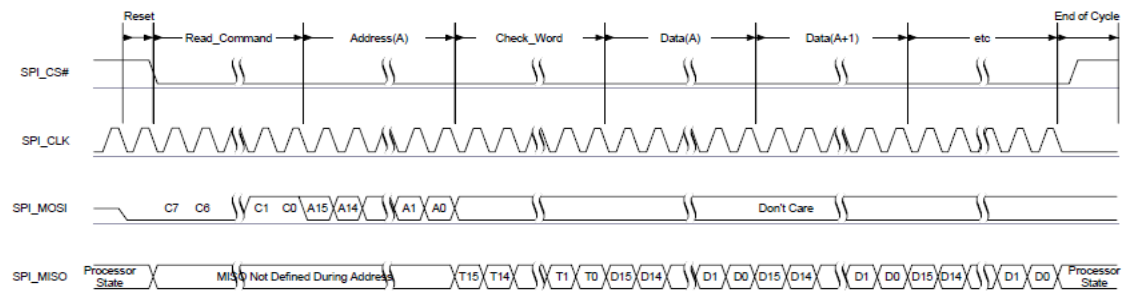 Reset End of Cycle
Read_Command Address(A) Check_Word Data(A) Data(A+1) etc
SPI_CS#
SPI_CLK
SPI_MOSI C7 C6 C1 C0 A15 A14 A1 A0 Don't Care
SPI_MISO Processor State MISO Not Defined During Address T15 T14 T1 T0 D15 D14 D1 D0 D15 D14 D1 D0 D15 D14 D1 D0 Processor State